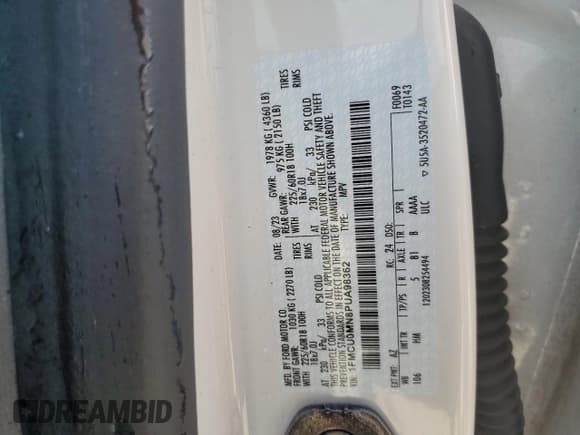 MFD. BY FORD MOTOR CO.
DATE: 08/23 GVWR: 1978 KG ( 4360 LB)
FRONT GAWR: 1030 KG ( 2270 LB) REAR GAWR: 975 KG ( 2150 LB)
225/60R18 100H TIRES WITH 225/60R18 100H TIRES
18x7.0J RIMS 18x7.0J RIMS
AT 230 kPa/ 33 PSI COLD AT 230 kPa/ 33 PSI COLD
THIS VEHICLE CONFORMS TO ALL APPLICABLE FEDERAL MOTOR VEHICLE SAFETY AND THEFT
PREVENTION STANDARDS IN EFFECT ON THE DATE OF MANUFACTURE SHOWN ABOVE.
VIN: 1FMCU0MN8PUA98362
TYPE: MPV
F0069
T0143
EXT PNT: AZ RC: 24 DSO:
WB INT TR TP/PS R AXLE TR SPR
106 HM 5 B1 B AAAA
ULC
1202308254494 ▽ 5U5A-3520472-AA
©DREAMBID